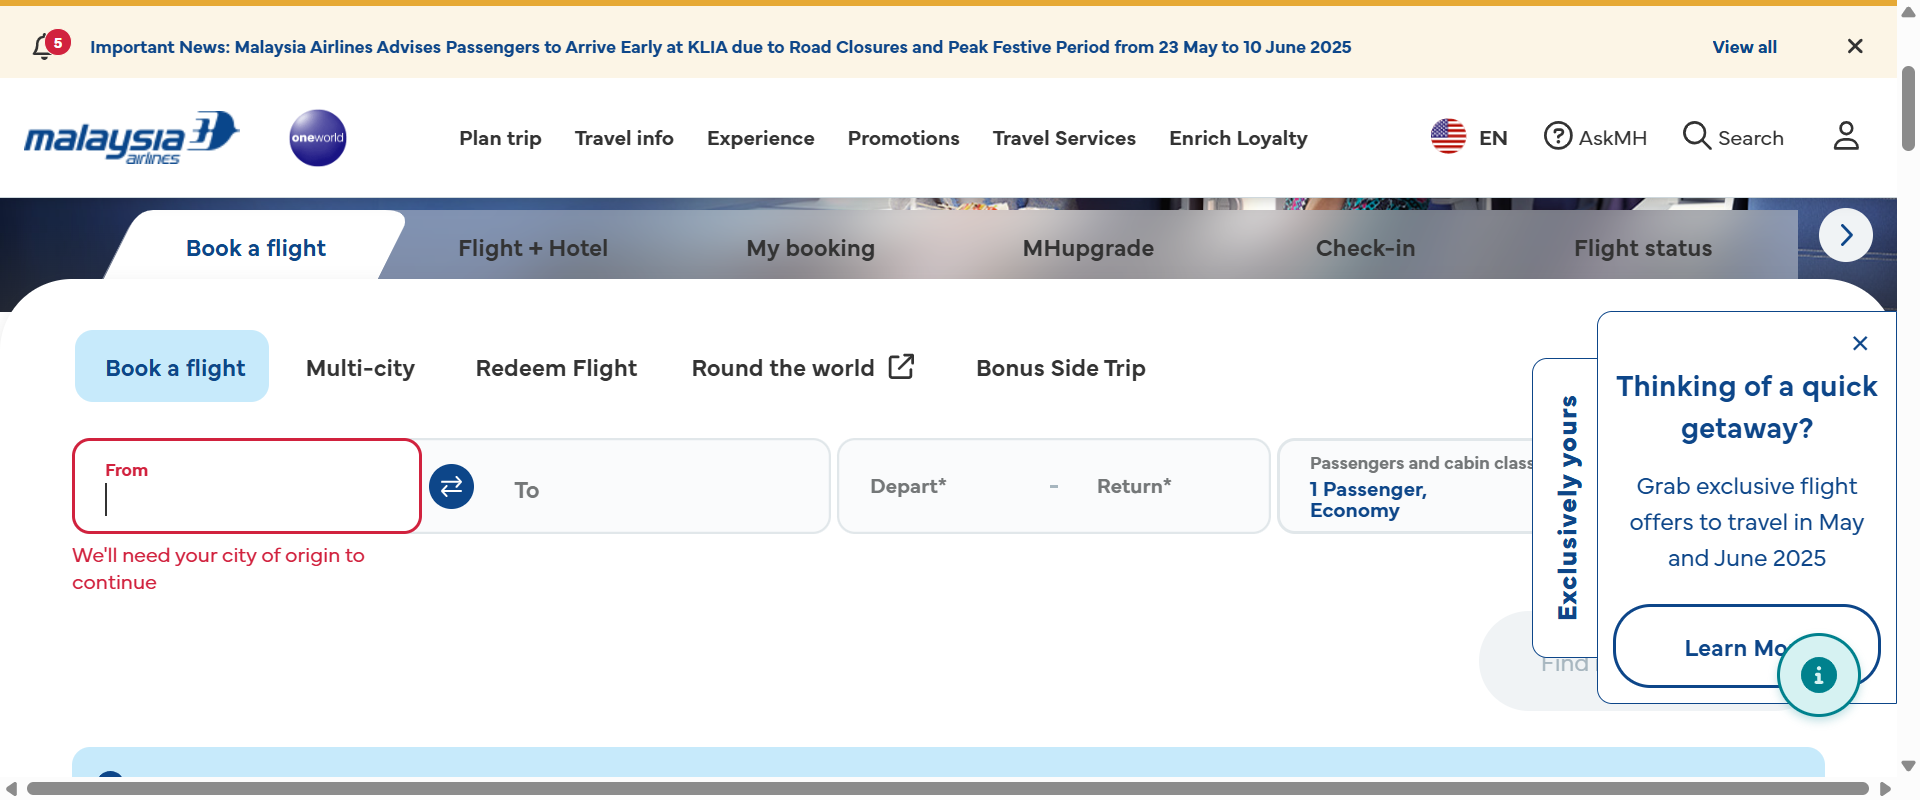 5
Important News: Malaysia Airlines Advises Passengers to Arrive Early at KLIA due to Road Closures and Peak Festive Period from 23 May to 10 June 2025
View all
malaysia
airlines
oneworld
Plan trip
Travel info
Experience
Promotions
Travel Services
Enrich Loyalty
EN
AskMH
Search
Book a flight
Flight + Hotel
My booking
MHupgrade
Check-in
Flight status
Book a flight
Multi-city
Redeem Flight
Round the world
Bonus Side Trip
From
To
Depart*
-
Return*
Passengers and cabin class
1 Passenger,
Economy
We'll need your city of origin to
continue
Find
Exclusively yours
Thinking of a quick
getaway?
Grab exclusive flight
offers to travel in May
and June 2025
Learn Mo